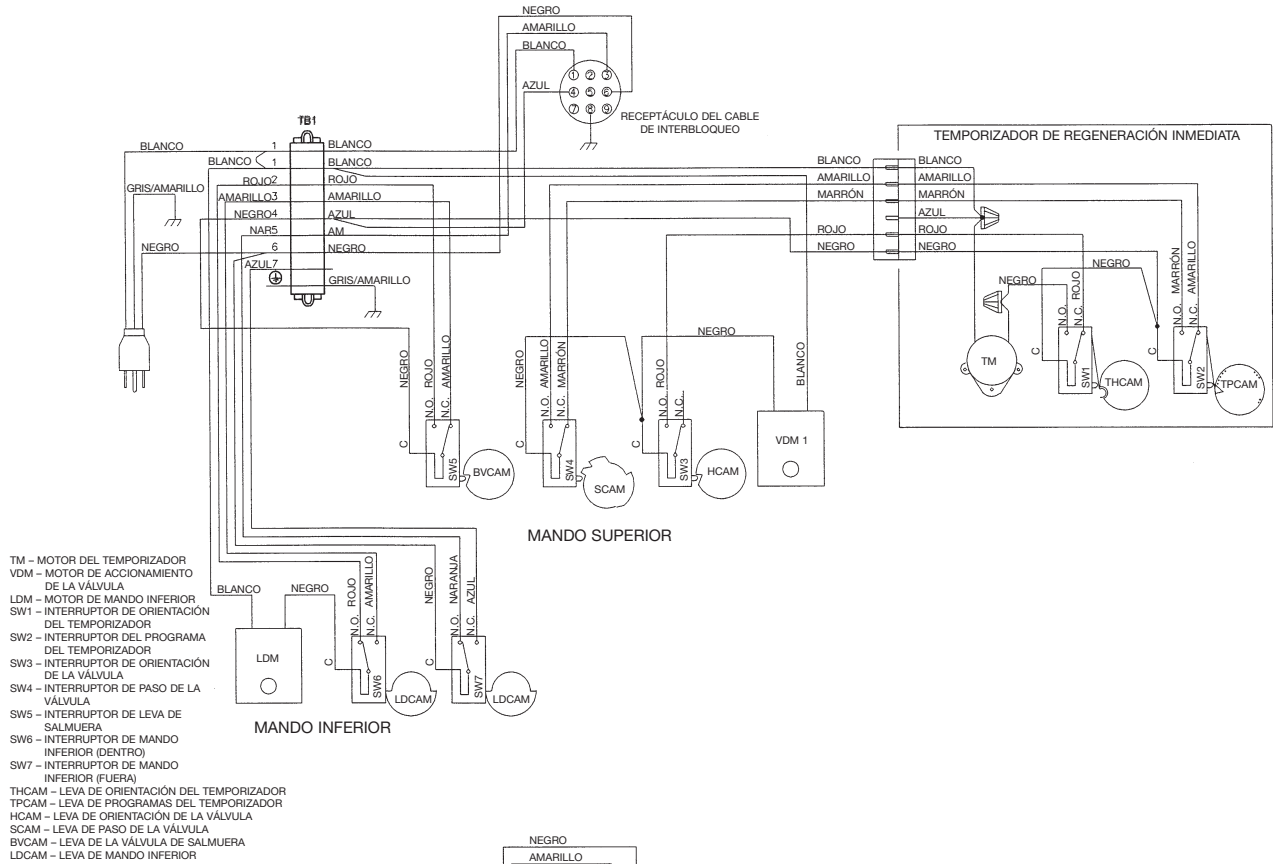 NEGRO
AMARILLO
BLANCO
1 2 3
AZUL
4 5 6
7 8 9
RECEPTÁCULO DEL CABLE
DE INTERBLOQUEO
TB1
BLANCO 1 BLANCO
BLANCO 1 BLANCO
ROJO 2 ROJO
GRIS/AMARILLO
AMARILLO 3 AMARILLO
NEGRO 4 AZUL
NAR 5 AM
NEGRO 6 NEGRO
AZUL 7
GRIS/AMARILLO
TEMPORIZADOR DE REGENERACIÓN INMEDIATA
BLANCO BLANCO
AMARILLO AMARILLO
MARRÓN MARRÓN
AZUL
ROJO ROJO
NEGRO NEGRO
NEGRO
NEGRO
N.O.
N.C. ROJO
C
SW1
TM
THCAM
N.O. MARRÓN
N.C. AMARILLO
C
SW2
TPCAM
NEGRO
N.O. ROJO
N.C. AMARILLO
C
SW5
BVCAM
NEGRO
N.O. AMARILLO
N.C. MARRÓN
C
SW4
SCAM
NEGRO
N.O. ROJO
N.C.
C
SW3
HCAM
BLANCO
VDM 1
MANDO SUPERIOR
BLANCO
NEGRO
LDM
N.O. ROJO
N.C. AMARILLO
C
SW6
LDCAM
NEGRO
N.O. NARANJA
N.C. AZUL
C
SW7
LDCAM
MANDO INFERIOR
TM – MOTOR DEL TEMPORIZADOR
VDM – MOTOR DE ACCIONAMIENTO
DE LA VÁLVULA
LDM – MOTOR DE MANDO INFERIOR
SW1 – INTERRUPTOR DE ORIENTACIÓN
DEL TEMPORIZADOR
SW2 – INTERRUPTOR DEL PROGRAMA
DEL TEMPORIZADOR
SW3 – INTERRUPTOR DE ORIENTACIÓN
DE LA VÁLVULA
SW4 – INTERRUPTOR DE PASO DE LA
VÁLVULA
SW5 – INTERRUPTOR DE LEVA DE
SALMUERA
SW6 – INTERRUPTOR DE MANDO
INFERIOR (DENTRO)
SW7 – INTERRUPTOR DE MANDO
INFERIOR (FUERA)
THCAM – LEVA DE ORIENTACIÓN DEL TEMPORIZADOR
TPCAM – LEVA DE PROGRAMAS DEL TEMPORIZADOR
HCAM – LEVA DE ORIENTACIÓN DE LA VÁLVULA
SCAM – LEVA DE PASO DE LA VÁLVULA
BVCAM – LEVA DE LA VÁLVULA DE SALMUERA
LDCAM – LEVA DE MANDO INFERIOR
NEGRO
AMARILLO